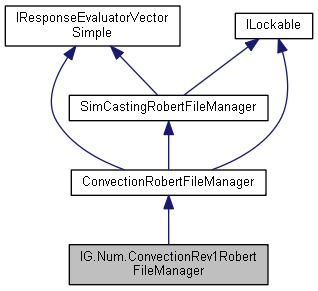 IResponseEvaluatorVector
Simple
ILockable
SimCastingRobertFileManager
ConvectionRobertFileManager
IG.Num.ConvectionRev1Robert
FileManager